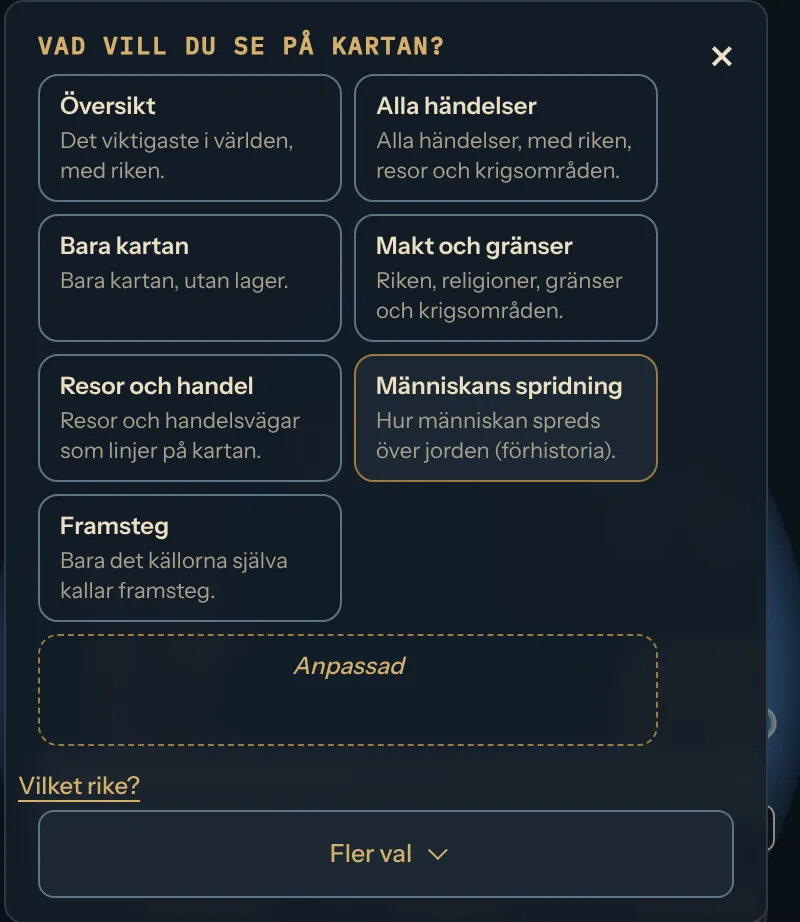 VAD VILL DU SE PÅ KARTAN?
Översikt
Det viktigaste i världen,
med riken.
Alla händelser
Alla händelser, med riken,
resor och krigsområden.
Bara kartan
Bara kartan, utan lager.
Makt och gränser
Riken, religioner, gränser
och krigsområden.
Resor och handel
Resor och handelsvägar
som linjer på kartan.
Människans spridning
Hur människan spreds
över jorden (förhistoria).
Framsteg
Bara det källorna själva
kallar framsteg.
Anpassad
Vilket rike?
Fler val